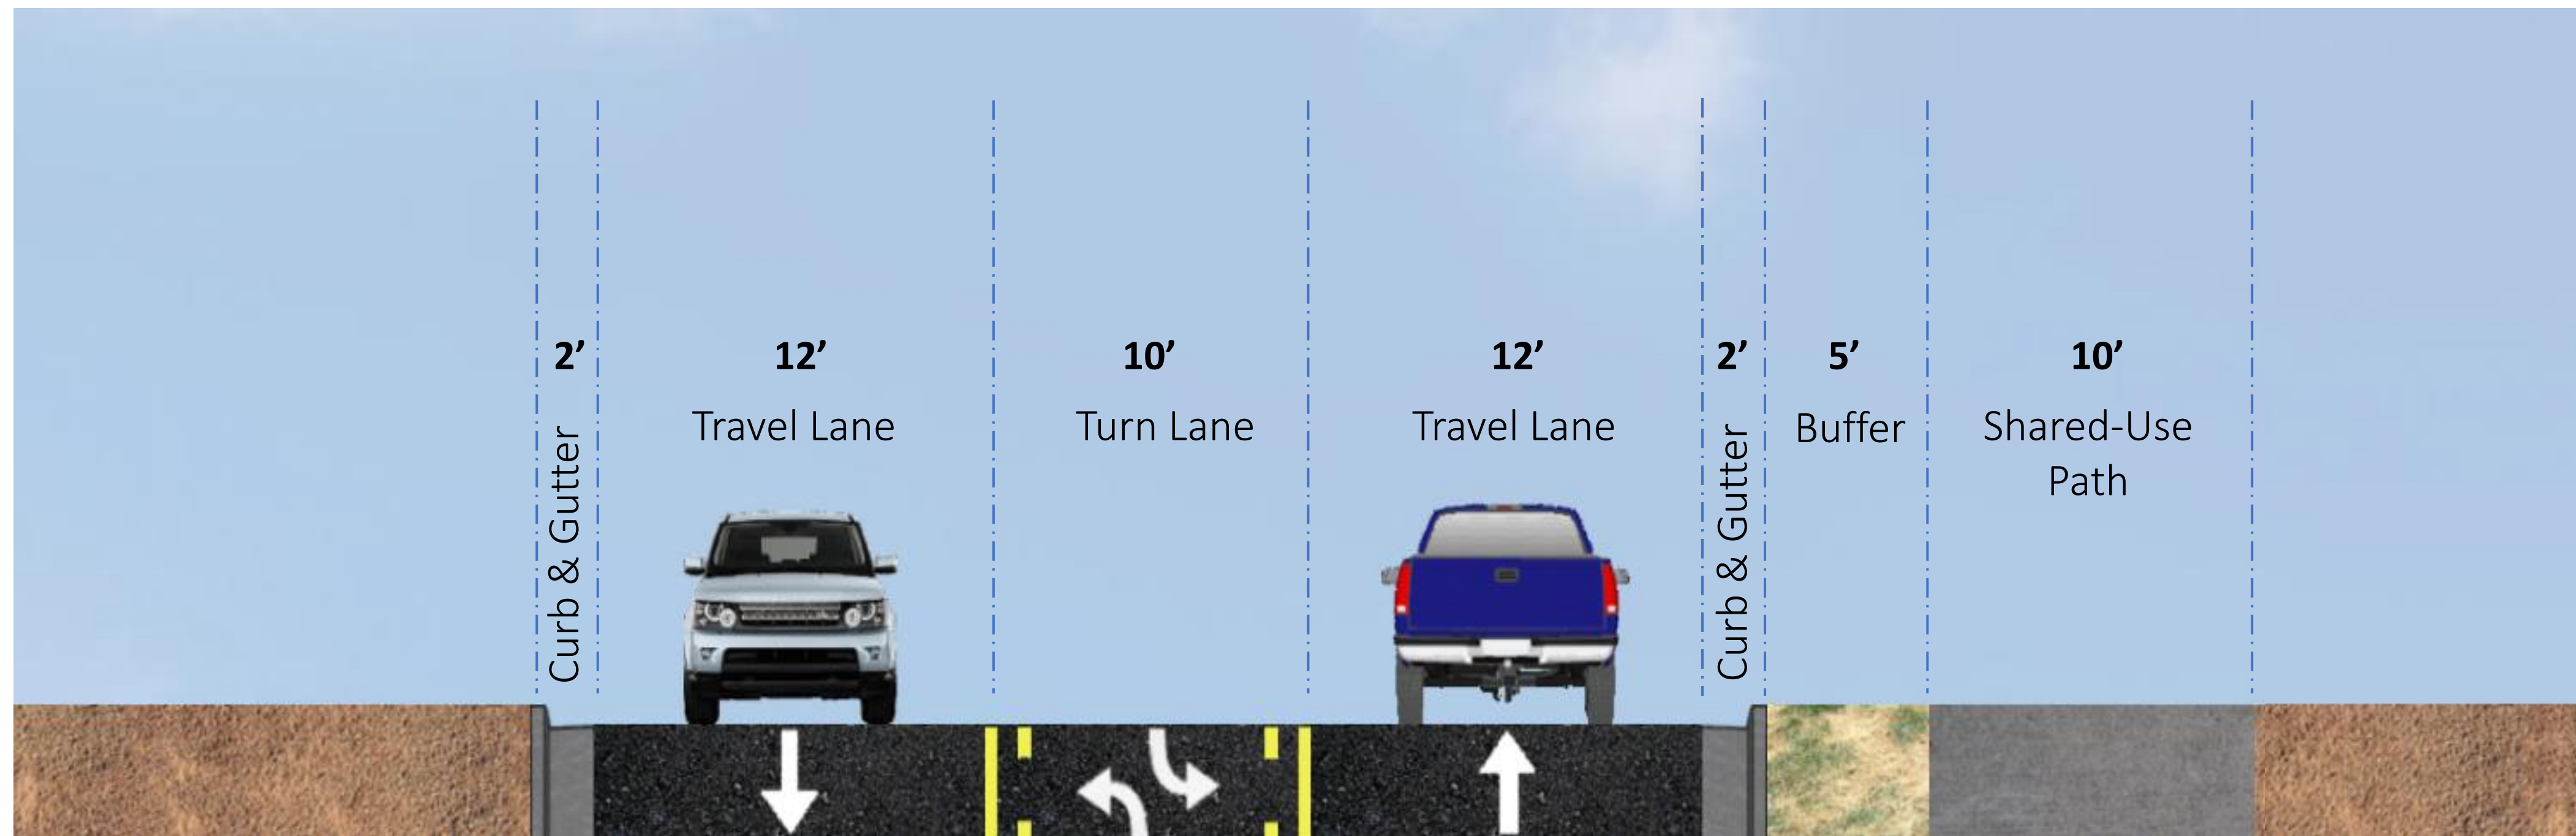 2’
12’
10’
12’
2’
5’
10’
Curb & Gutter
Travel Lane
Turn Lane
Travel Lane
Curb & Gutter
Buffer
Shared-Use
Path